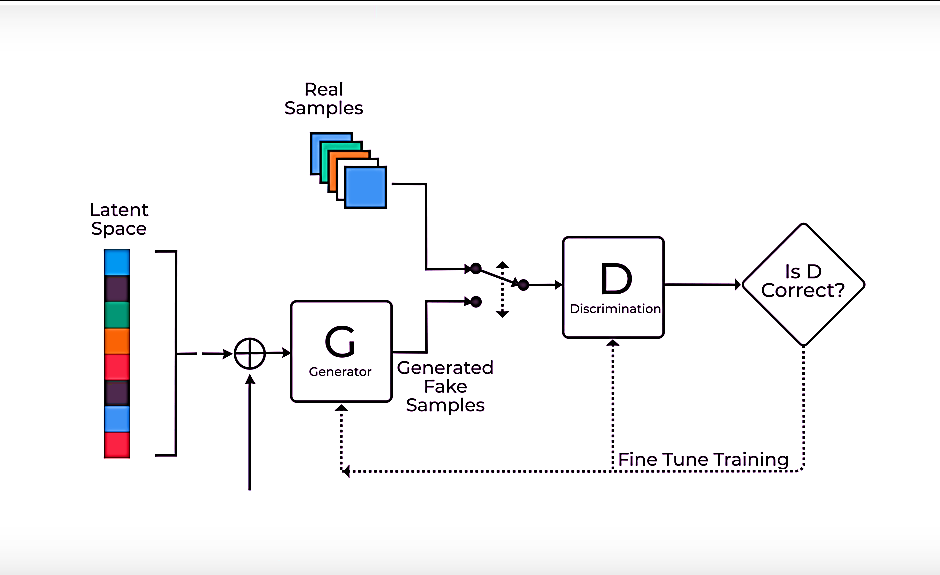 Real
Samples
Latent
Space
G
Generator
Generated
Fake
Samples
D
Discrimination
Is D
Correct?
Fine Tune Training